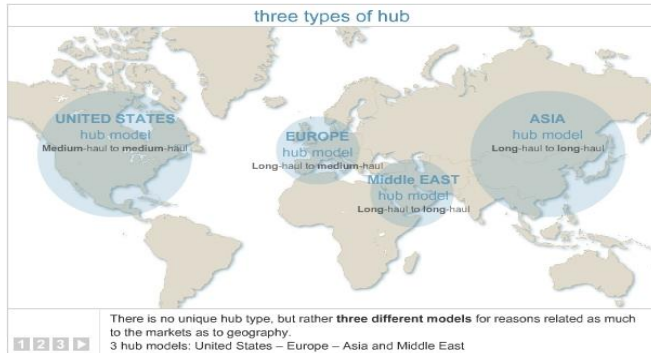 three types of hub
UNITED STATES
hub model
Medium-haul to medium-haul
EUROPE
hub model
Long-haul to medium-haul
Middle EAST
hub model
Long-haul to long-haul
ASIA
hub model
Long-haul to long-haul
There is no unique hub type, but rather three different models for reasons related as much
to the markets as to geography.
3 hub models: United States – Europe – Asia and Middle East
1 2 3